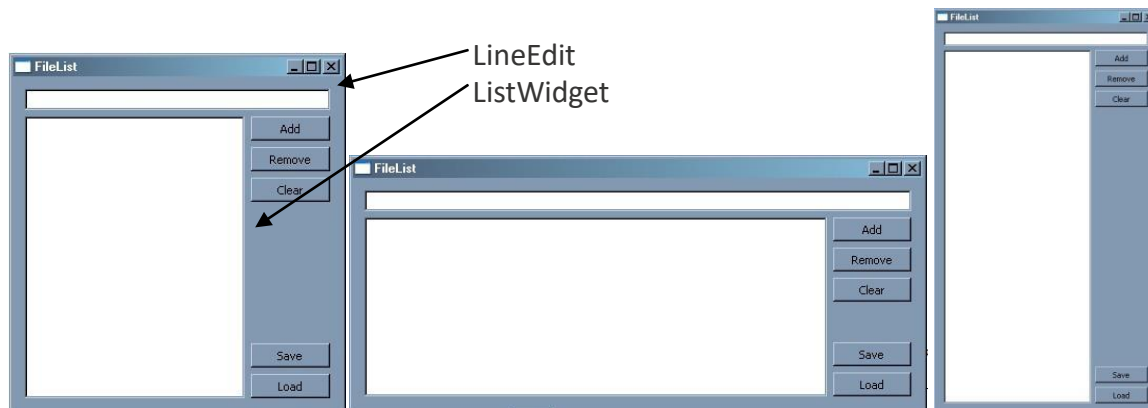 LineEdit
ListWidget
FileList
Add
Remove
Clear
Save
Load
FileList
Add
Remove
Clear
Save
Load
FileList
Add
Remove
Clear
Save
Load